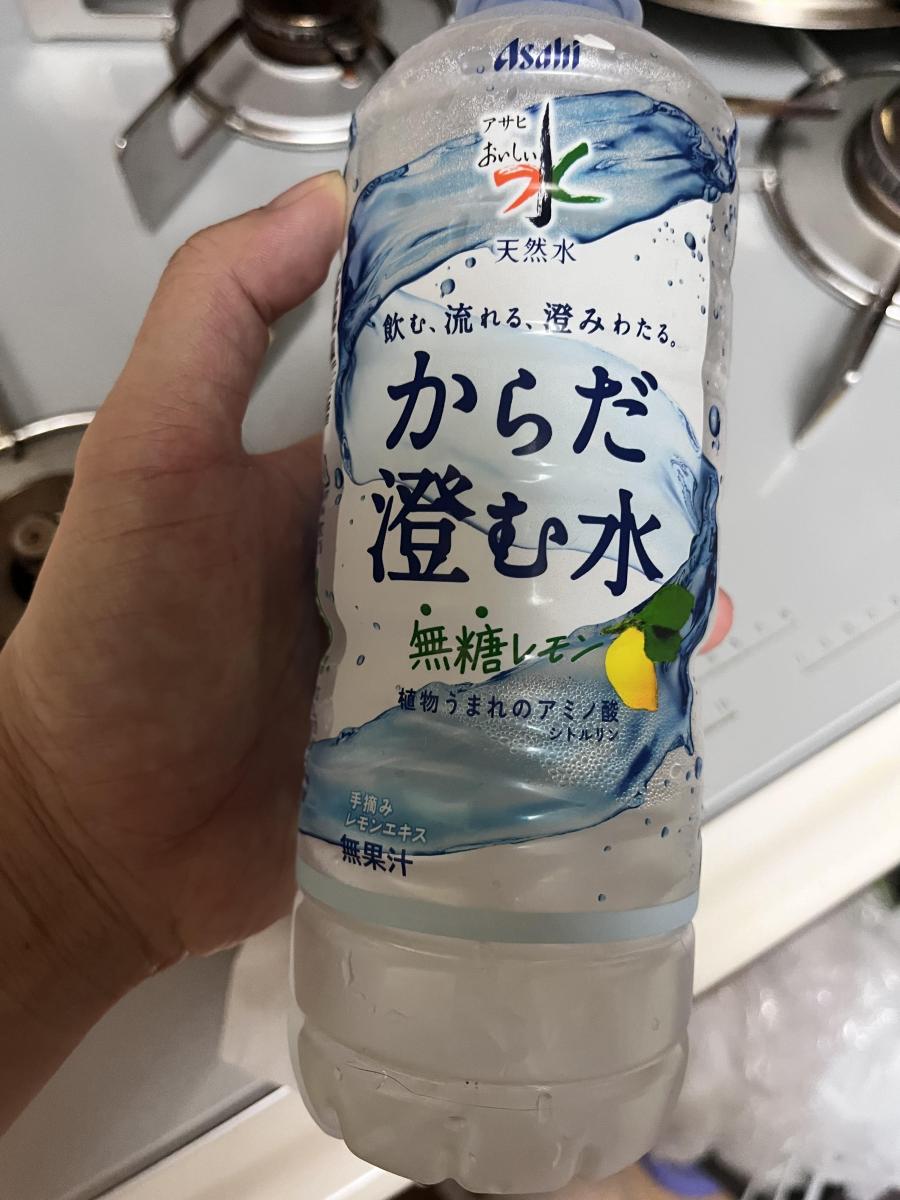 Asahi
アサヒ
おいしい水
天然水
飲む、流れる、澄みわたる。
からだ
澄む水
無糖レモン
植物うまれのアミノ酸
シトルリン
手摘み
レモンエキス
無果汁